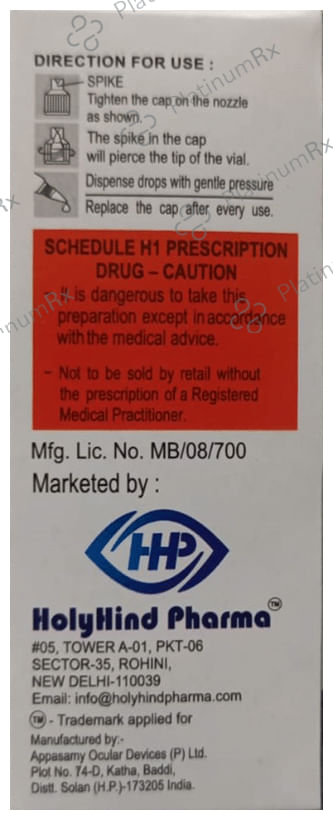 DIRECTION FOR USE :
SPIKE
Tighten the cap on the nozzle
as shown.
The spike in the cap
will pierce the tip of the vial.
Dispense drops with gentle pressure
Replace the cap after every use.
SCHEDULE H1 PRESCRIPTION
DRUG – CAUTION
is dangerous to take this
preparation except in accordance
with the medical advice.
– Not to be sold by retail without
the prescription of a Registered
Medical Practitioner.
Mfg. Lic. No. MB/08/700
Marketed by :
HHP
HolyHind Pharma™
#05, TOWER A-01, PKT-06
SECTOR-35, ROHINI,
NEW DELHI-110039
Email: info@holyhindpharma.com
TM - Trademark applied for
Manufactured by:-
Appasamy Ocular Devices (P) Ltd.
Plot No. 74-D, Katha, Baddi,
Distt. Solan (H.P.)-173205 India.
PlatinumRx